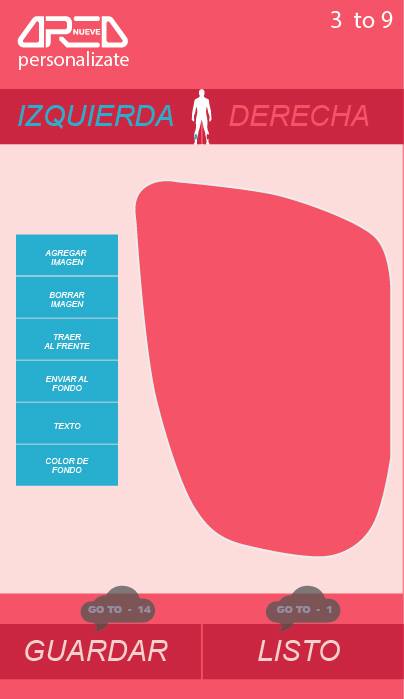 3 to 9
AREA
NUEVE
personalizate
IZQUIERDA DERECHA
AGREGAR
IMAGEN
BORRAR
IMAGEN
TRAER
AL FRENTE
ENVIAR AL
FONDO
TEXTO
COLOR DE
FONDO
GO TO - 14 GO TO - 1
GUARDAR LISTO